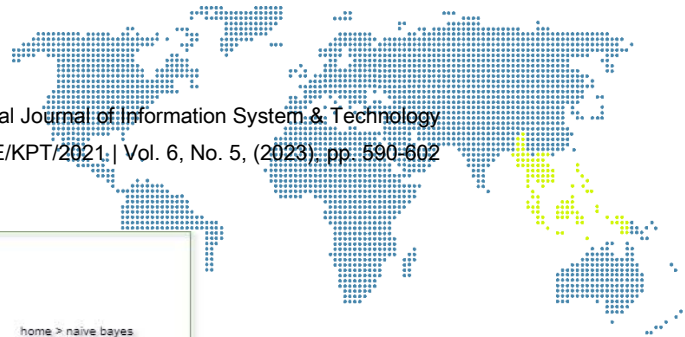 al Journal of Information System & Technology
E/KPT/2021 | Vol. 6, No. 5, (2023), pp. 590-602
home > naive bayes